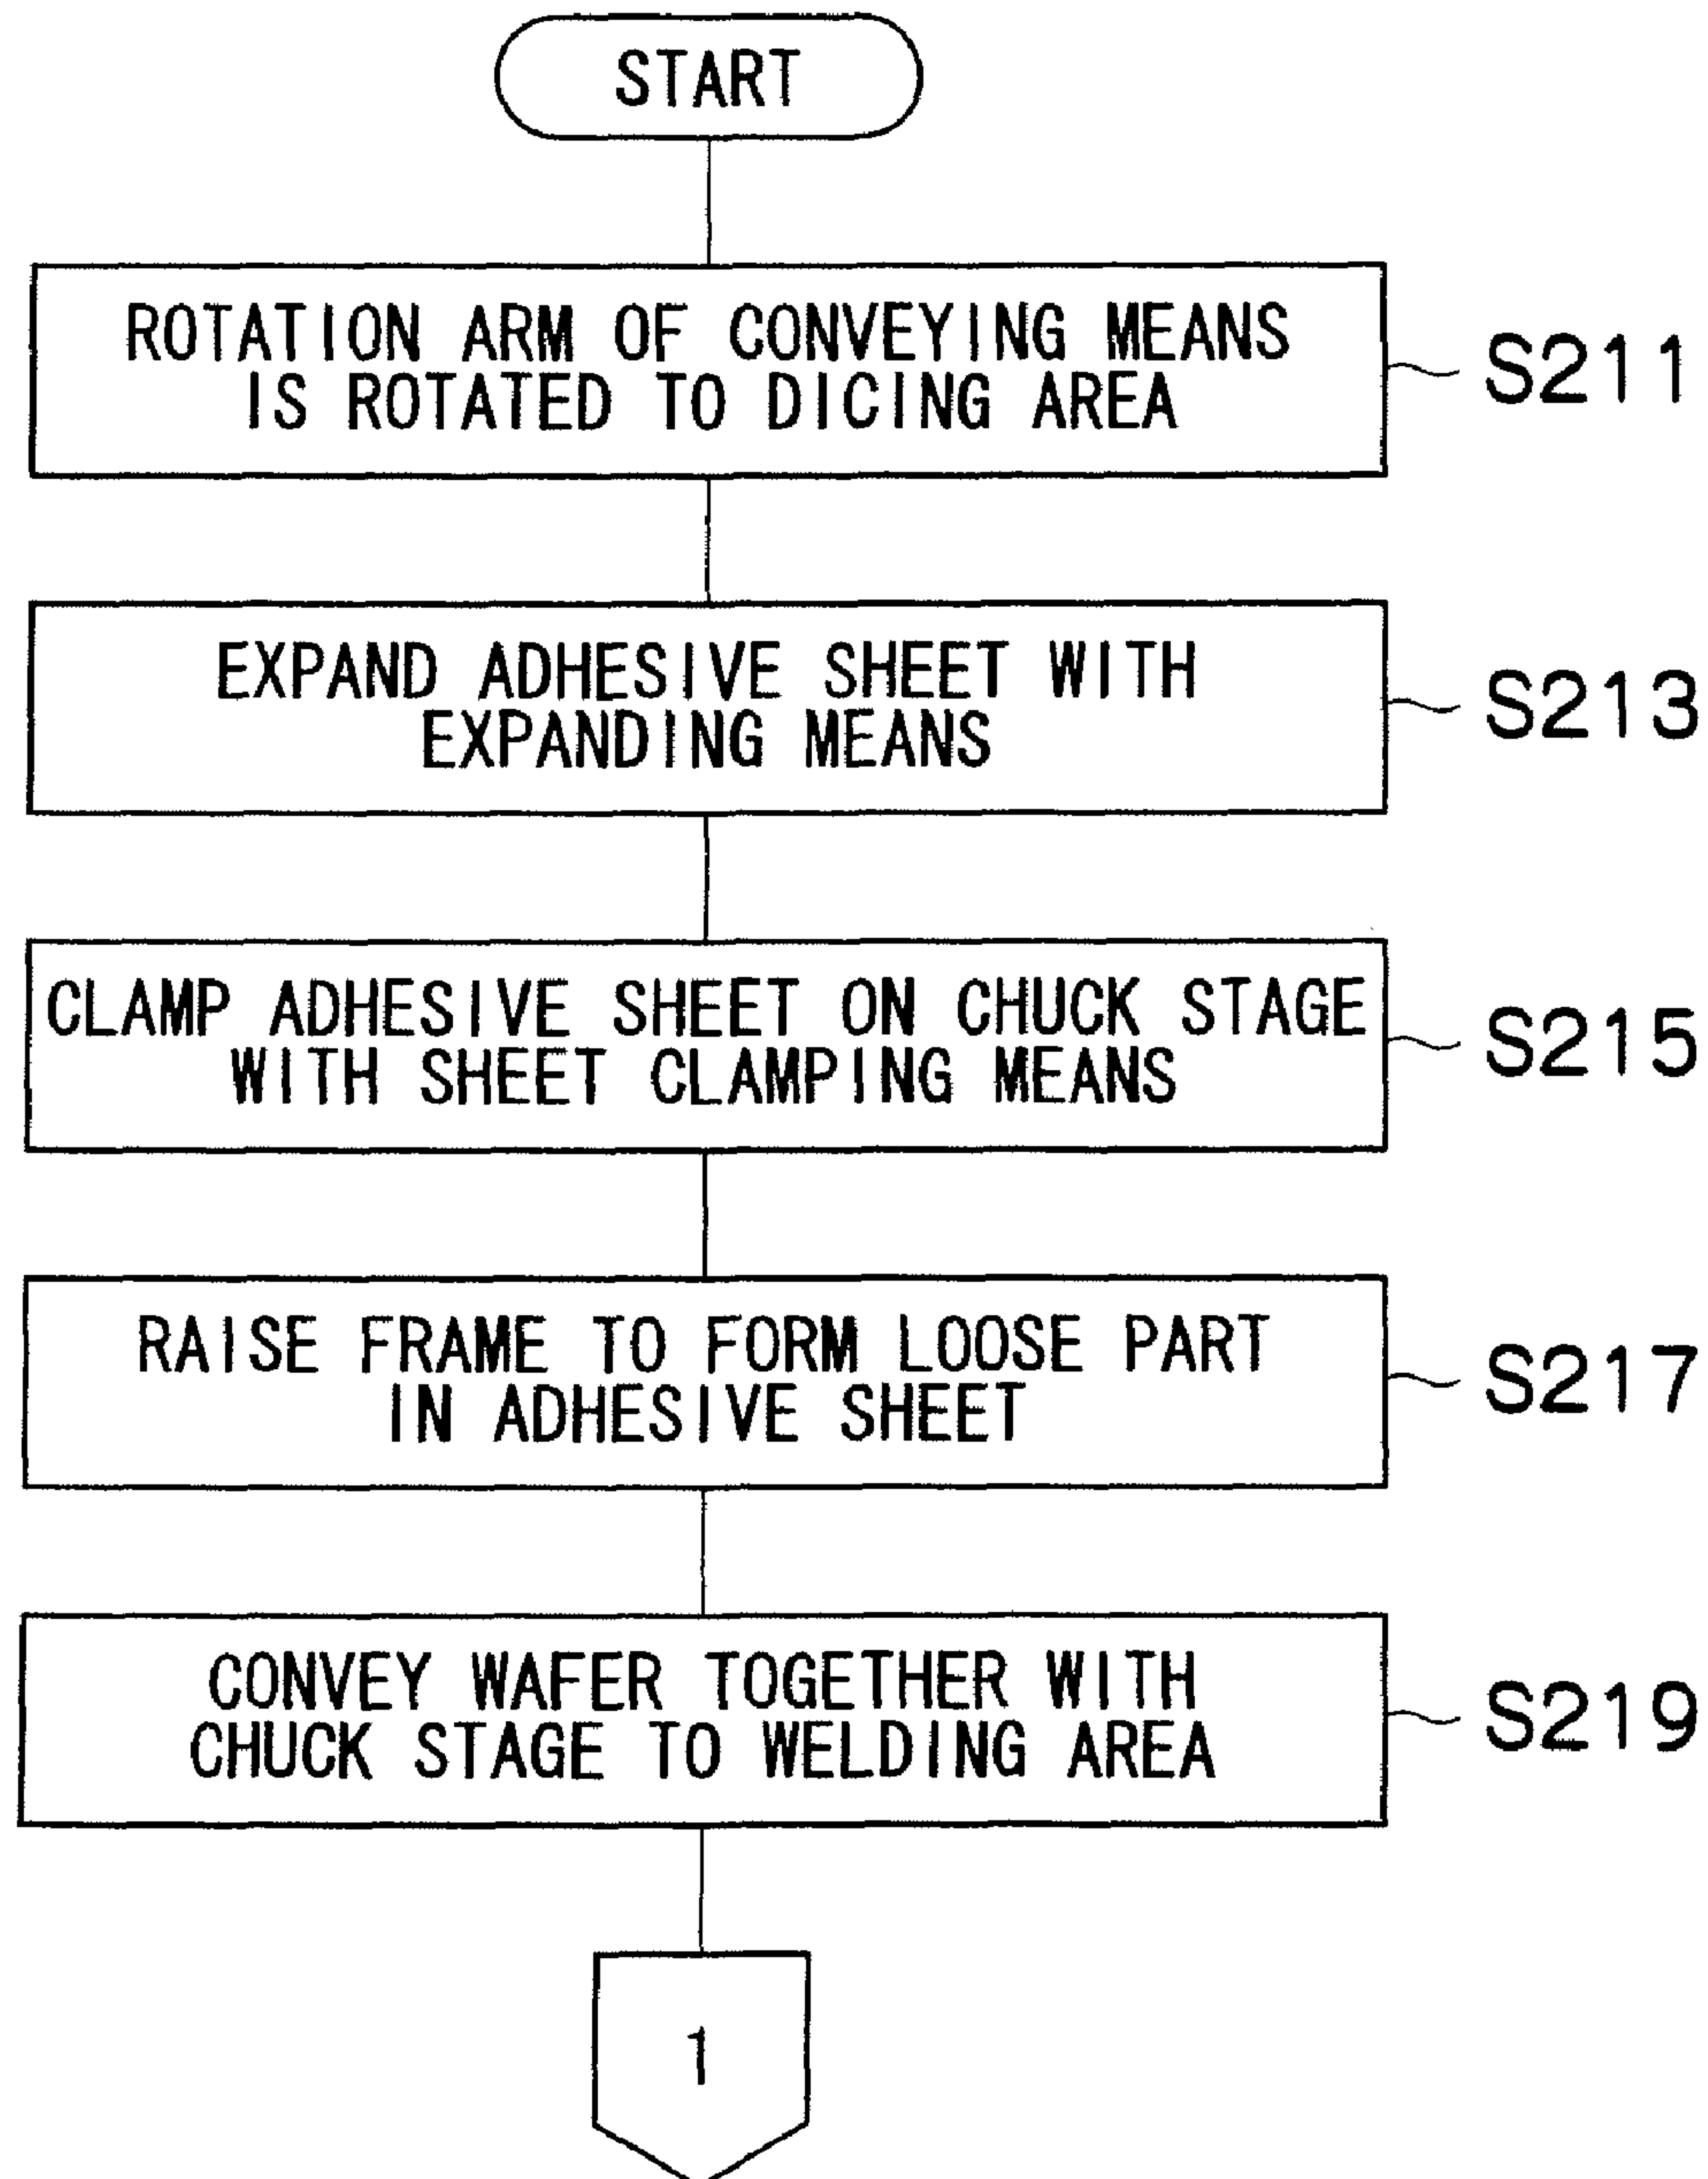 START
ROTATION ARM OF CONVEYING MEANS
IS ROTATED TO DICING AREA
S211
EXPAND ADHESIVE SHEET WITH
EXPANDING MEANS
S213
CLAMP ADHESIVE SHEET ON CHUCK STAGE
WITH SHEET CLAMPING MEANS
S215
RAISE FRAME TO FORM LOOSE PART
IN ADHESIVE SHEET
S217
CONVEY WAFER TOGETHER WITH
CHUCK STAGE TO WELDING AREA
S219
1